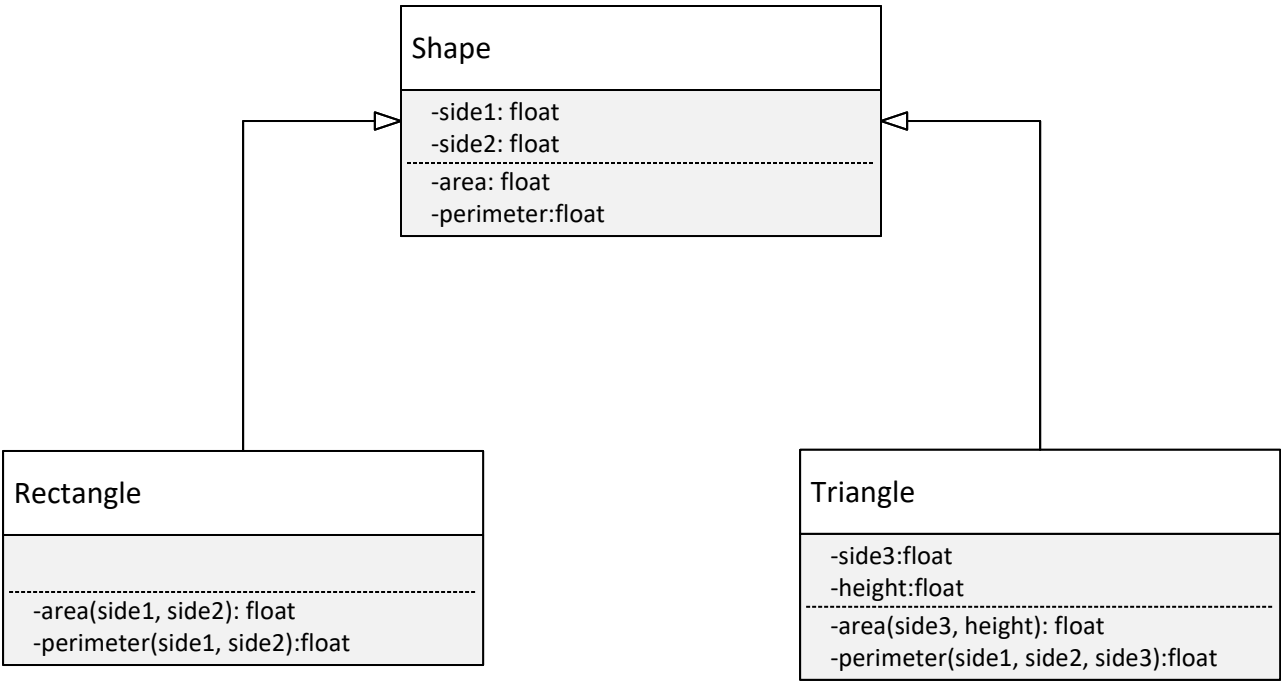 Shape
-side1: float
-side2: float
-area: float
-perimeter:float
Rectangle
-area(side1, side2): float
-perimeter(side1, side2):float
Triangle
-side3:float
-height:float
-area(side3, height): float
-perimeter(side1, side2, side3):float